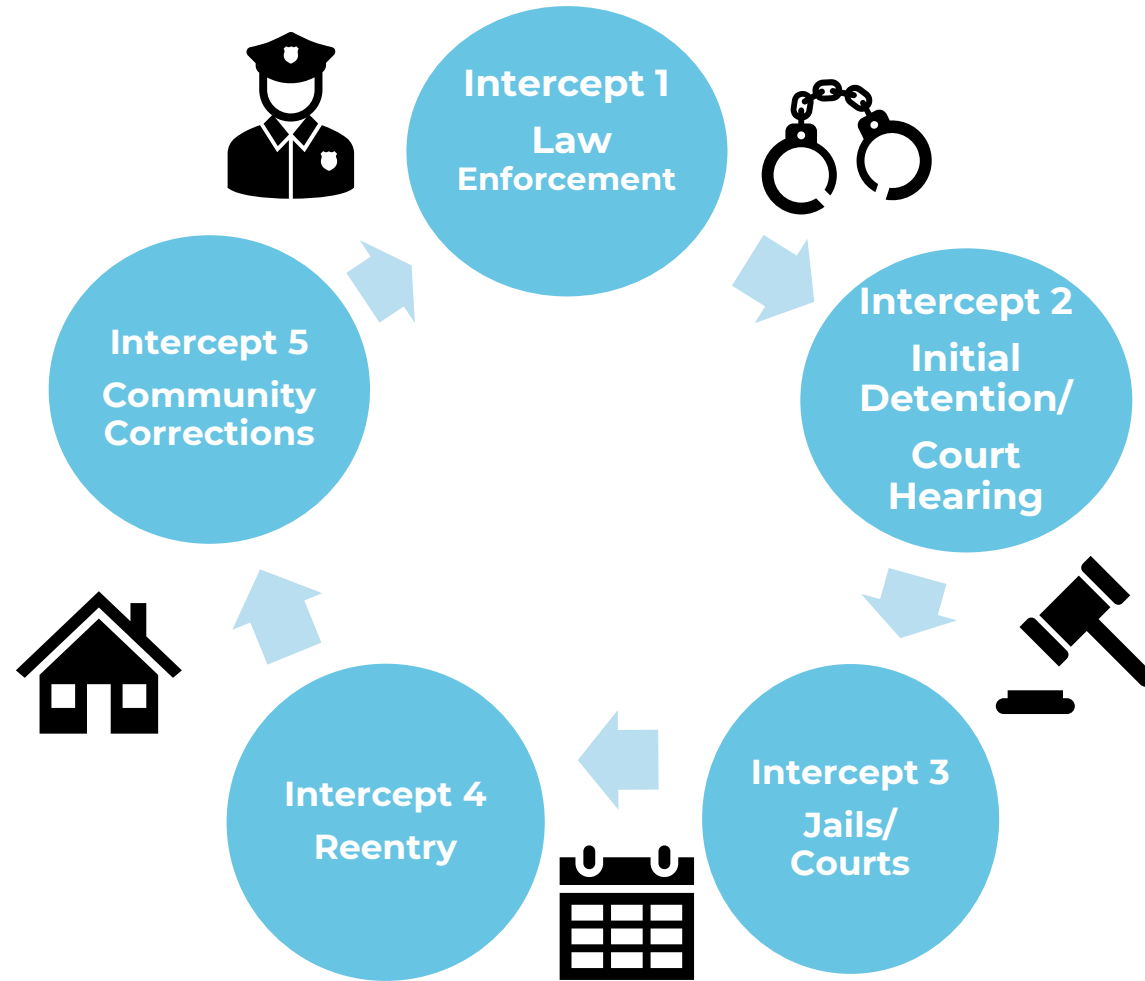 Intercept 1
Law
Enforcement
Intercept 2
Initial
Detention/
Court
Hearing
Intercept 3
Jails/
Courts
Intercept 4
Reentry
Intercept 5
Community
Corrections